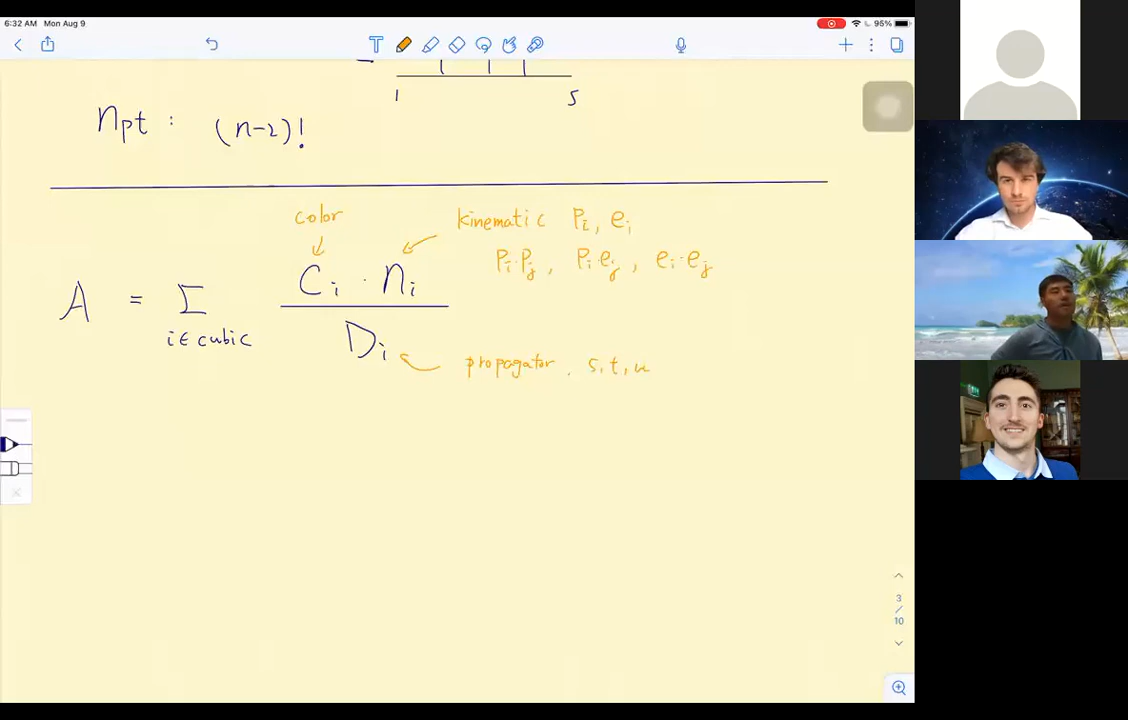 6:32 AM Mon Aug 9
96%
1 5
npt : (n-2)!
color
kinematic Pi, ei
Pi·Pj, Pi·ej, ei·ej
A = Σ Ci · ni
i∈cubic Di
propagator. s, t, u
3
/
10